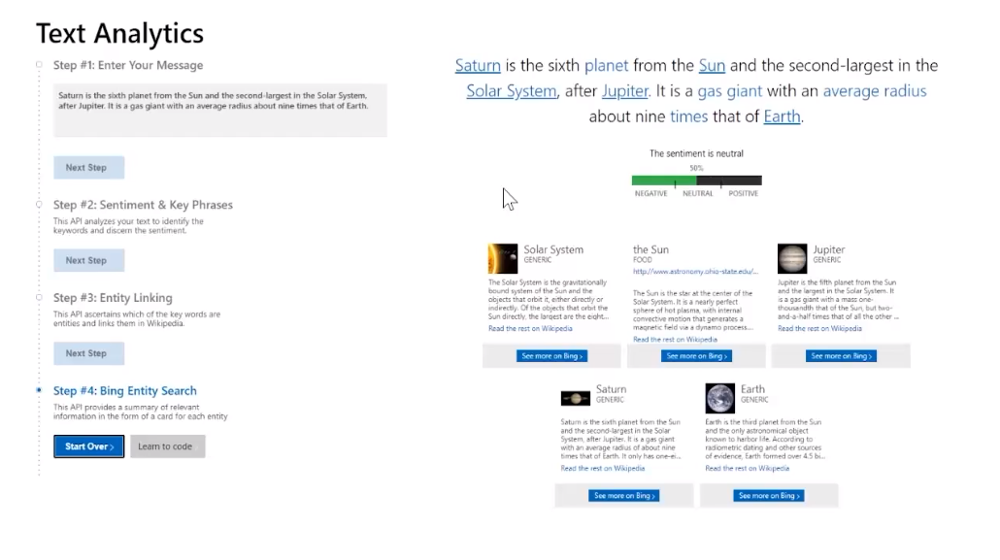 Text Analytics
Step #1: Enter Your Message
Saturn is the sixth planet from the Sun and the second-largest in the Solar System,
after Jupiter. It is a gas giant with an average radius of about nine times that of Earth.
Next Step
Step #2: Sentiment & Key Phrases
This API analyzes your text to identify the
keywords and discern the sentiment.
Next Step
Step #3: Entity Linking
This API ascertains which of the key words are
entities and links them in Wikipedia.
Next Step
Step #4: Bing Entity Search
This API provides a summary of relevant
information in the form of a card for each entity
Start Over >
Learn to code
Saturn is the sixth planet from the Sun and the second-largest in the
Solar System, after Jupiter. It is a gas giant with an average radius
about nine times that of Earth.
The sentiment is neutral
50%
NEGATIVE NEUTRAL POSITIVE
Solar System
GENERIC
The Solar System is the gravitationally
bound system of the Sun and the
objects that orbit it, either directly or
indirectly. Of the objects that orbit the
Sun directly, the largest are the eight...
Read the rest on Wikipedia
See more on Bing >
the Sun
FOOD
http://www.astronomy.ohio-state.edu/...
The Sun is the star at the center of the
Solar System. It is a nearly perfect
sphere of hot plasma, with internal
convective motion that generates a
magnetic field via a dynamo process...
Read the rest on Wikipedia
See more on Bing >
Jupiter
GENERIC
Jupiter is the fifth planet from the Sun
and the largest in the Solar System. It
is a gas giant with a mass one-
thousandth that of the Sun, but two-
and-a-half times that of all the other ...
Read the rest on Wikipedia
See more on Bing >
Saturn
GENERIC
Saturn is the sixth planet from the Sun
and the second-largest in the Solar
System, after Jupiter. It is a gas giant
with an average radius of about nine
times that of Earth. It only has one-ei...
Read the rest on Wikipedia
See more on Bing >
Earth
GENERIC
Earth is the third planet from the Sun
and the only astronomical object
known to harbor life. According to
radiometric dating and other sources
of evidence, Earth formed over 4.5 bi...
Read the rest on Wikipedia
See more on Bing >